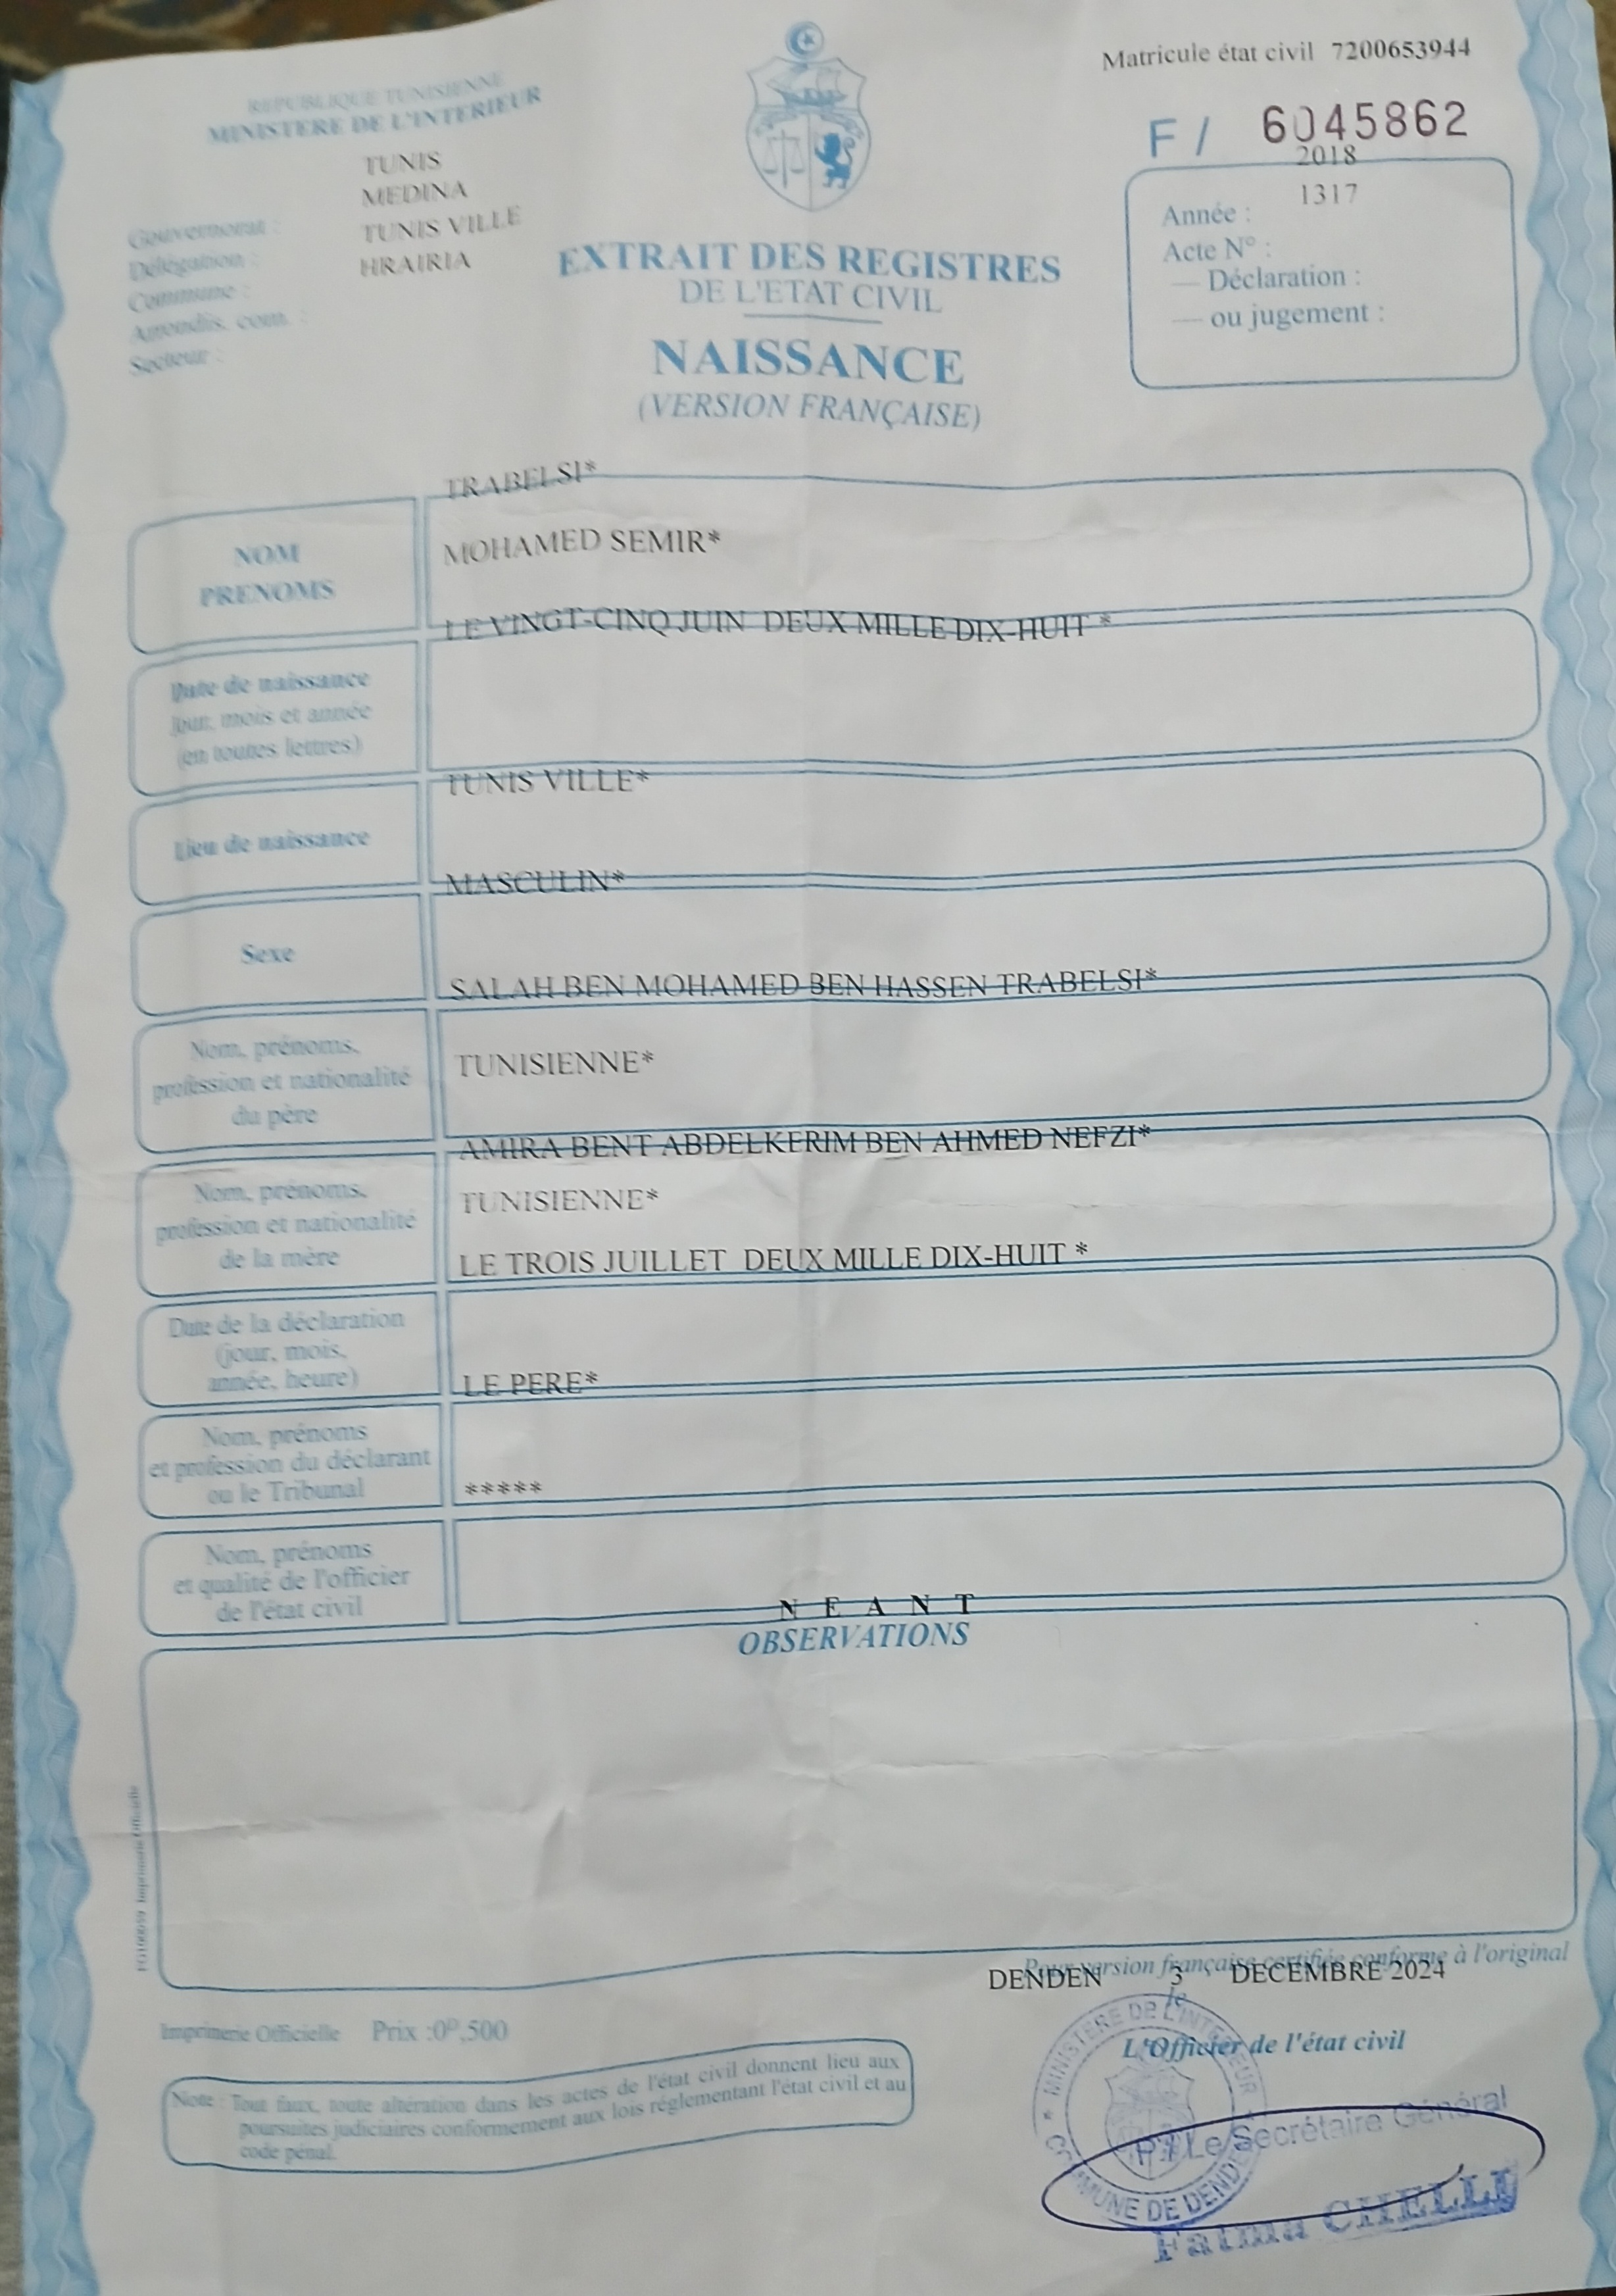 REPUBLIQUE TUNISIENNE
MINISTERE DE L'INTERIEUR
TUNIS
MEDINA
Gouvernorat : TUNIS VILLE
Délégation : HRAIRIA
Commune :
Arrondis. com. :
Secteur :
Matricule état civil 7200653944
F / 6045862
2018
1317
Année :
Acte N° :
— Déclaration :
— ou jugement :
EXTRAIT DES REGISTRES
DE L'ETAT CIVIL
NAISSANCE
(VERSION FRANÇAISE)
TRABELSI*
NOM
PRENOMS
MOHAMED SEMIR*
LE VINGT-CINQ JUIN DEUX MILLE DIX-HUIT *
Date de naissance
jour, mois et année
(en toutes lettres)
TUNIS VILLE*
Lieu de naissance
MASCULIN*
Sexe
SALAH BEN MOHAMED BEN HASSEN TRABELSI*
Nom, prénoms,
profession et nationalité
du père
TUNISIENNE*
AMIRA BENT ABDELKERIM BEN AHMED NEFZI*
Nom, prénoms,
profession et nationalité
de la mère
TUNISIENNE*
LE TROIS JUILLET DEUX MILLE DIX-HUIT *
Date de la déclaration
(jour, mois,
année, heure)
LE PERE*
Nom, prénoms
et profession du déclarant
ou le Tribunal
*****
Nom, prénoms
et qualité de l'officier
de l'état civil
N E A N T
OBSERVATIONS
Imprimerie Officielle
Pour version française certifiée conforme à l'original
DENDEN 3 DECEMBRE 2024
le
L'Officier de l'état civil
MINISTERE DE L'INTERIEUR
COMMUNE DE DENDEN
P/ Le Secrétaire Général
Fatma CHELLI
Imprimerie Officielle Prix :0ᴰ,500
Note : Tout faux, toute altération dans les actes de l'état civil donnent lieu aux
poursuites judiciaires conformement aux lois réglementant l'état civil et au
code pénal.